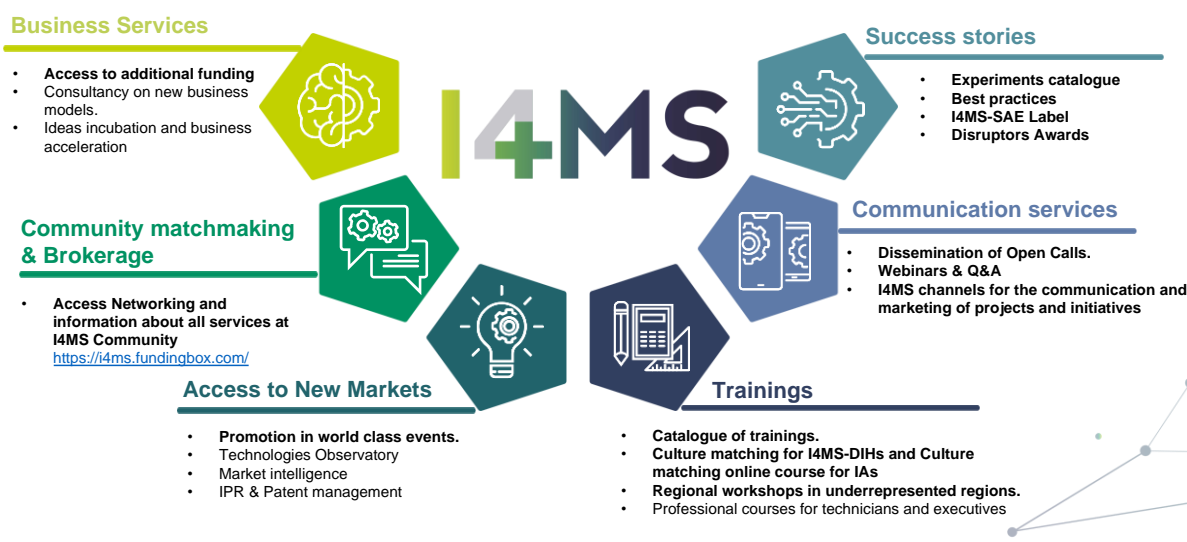 Business Services
• Access to additional funding
• Consultancy on new business
models.
• Ideas incubation and business
acceleration
I4MS
Success stories
• Experiments catalogue
• Best practices
• I4MS-SAE Label
• Disruptors Awards
Community matchmaking
& Brokerage
• Access Networking and
information about all services at
I4MS Community
https://i4ms.fundingbox.com/
Communication services
• Dissemination of Open Calls.
• Webinars & Q&A
• I4MS channels for the communication and
marketing of projects and initiatives
Access to New Markets
• Promotion in world class events.
• Technologies Observatory
• Market intelligence
• IPR & Patent management
Trainings
• Catalogue of trainings.
• Culture matching for I4MS-DIHs and Culture
matching online course for IAs
• Regional workshops in underrepresented regions.
• Professional courses for technicians and executives